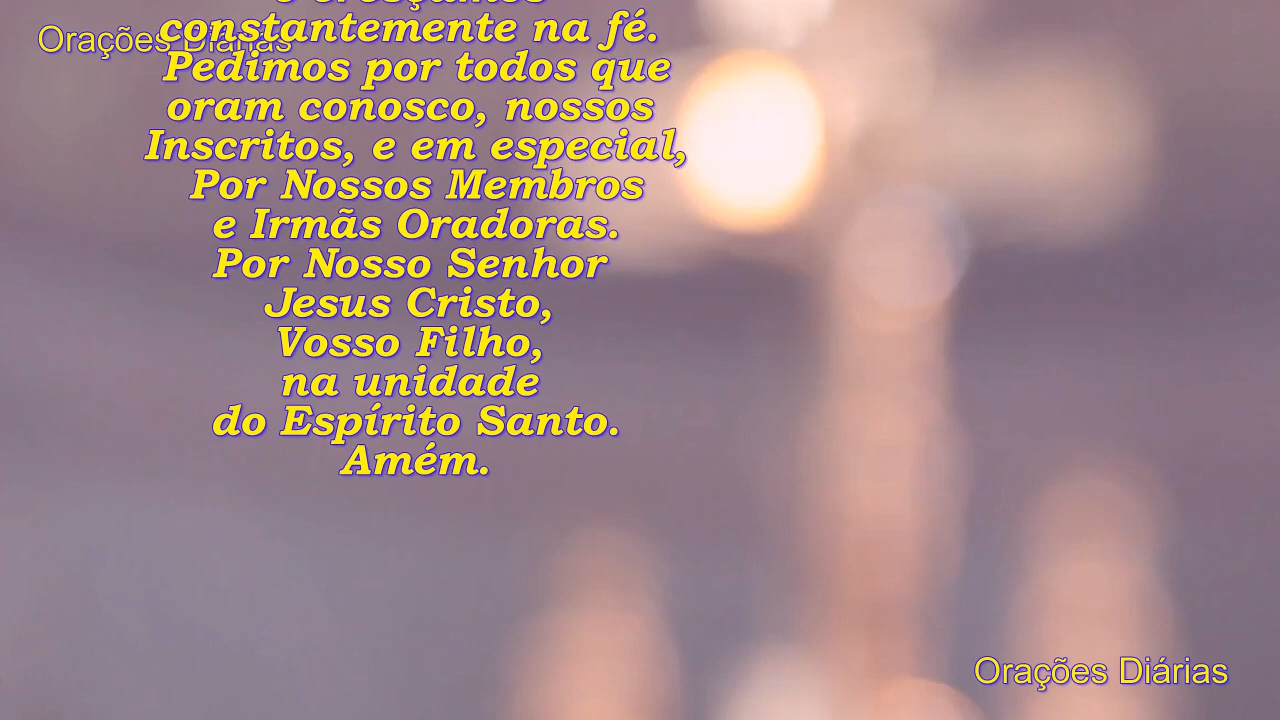 e cresçamos
constantemente na fé.
Orações Diárias
Pedimos por todos que
oram conosco, nossos
Inscritos, e em especial,
Por Nossos Membros
e Irmãs Oradoras.
Por Nosso Senhor
Jesus Cristo,
Vosso Filho,
na unidade
do Espírito Santo.
Amém.
Orações Diárias